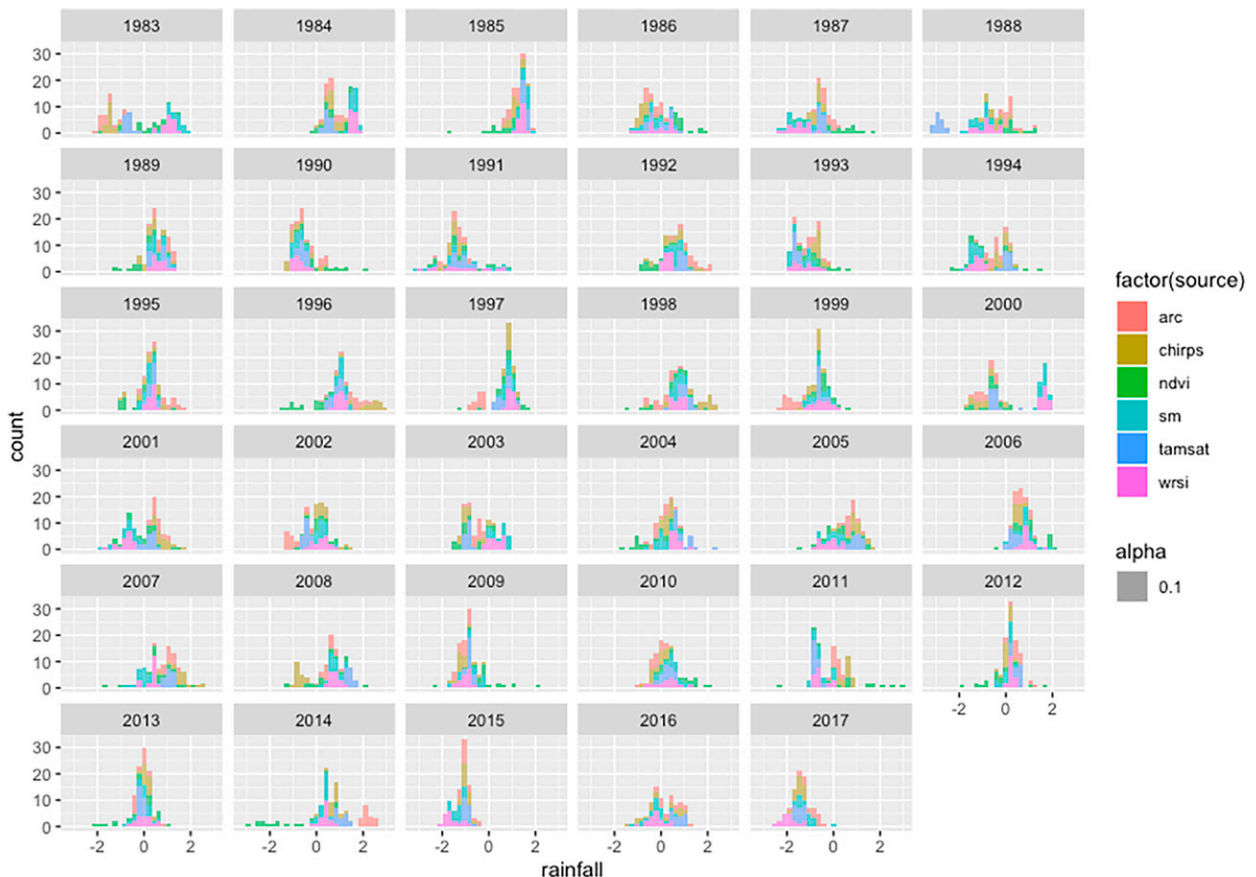 1983 1984 1985 1986 1987 1988
30
20
10
0
1989 1990 1991 1992 1993 1994
30
20
10
0
1995 1996 1997 1998 1999 2000
30
20
10
0
2001 2002 2003 2004 2005 2006
30
20
10
0
2007 2008 2009 2010 2011 2012
30
20
10
0
-2 0 2
2013 2014 2015 2016 2017
30
20
10
0
-2 0 2 -2 0 2 -2 0 2 -2 0 2 -2 0 2
rainfall
count
factor(source)
arc
chirps
ndvi
sm
tamsat
wrsi
alpha
0.1